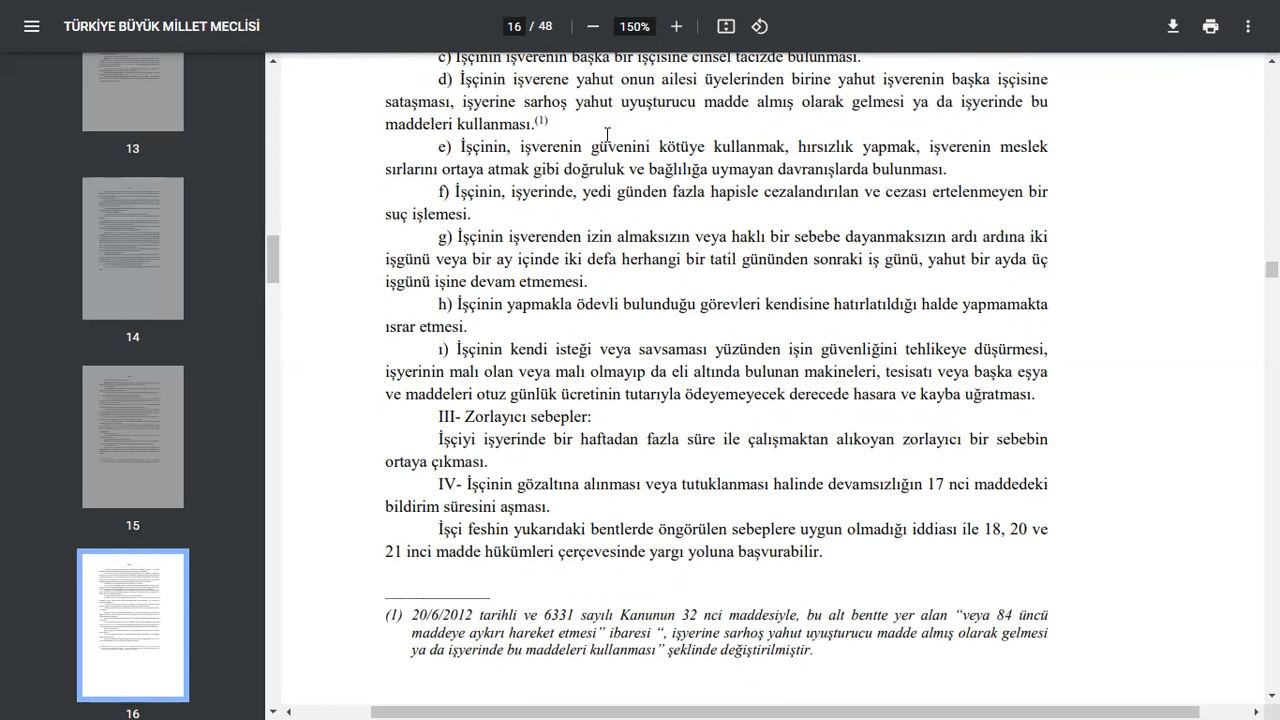 TÜRKİYE BÜYÜK MİLLET MECLİSİ
16 / 48
150%
13
14
15
16
c) İşçinin işverenin başka bir işçisine cinsel tacizde bulunması.
d) İşçinin işverene yahut onun ailesi üyelerinden birine yahut işverenin başka işçisine
sataşması, işyerine sarhoş yahut uyuşturucu madde almış olarak gelmesi ya da işyerinde bu
maddeleri kullanması.(1)
e) İşçinin, işverenin güvenini kötüye kullanmak, hırsızlık yapmak, işverenin meslek
sırlarını ortaya atmak gibi doğruluk ve bağlılığa uymayan davranışlarda bulunması.
f) İşçinin, işyerinde, yedi günden fazla hapisle cezalandırılan ve cezası ertelenmeyen bir
suç işlemesi.
g) İşçinin işverenden izin almaksızın veya haklı bir sebebe dayanmaksızın ardı ardına iki
işgünü veya bir ay içinde iki defa herhangi bir tatil gününden sonraki iş günü, yahut bir ayda üç
işgünü işine devam etmemesi.
h) İşçinin yapmakla ödevli bulunduğu görevleri kendisine hatırlatıldığı halde yapmamakta
ısrar etmesi.
ı) İşçinin kendi isteği veya savsaması yüzünden işin güvenliğini tehlikeye düşürmesi,
işyerinin malı olan veya malı olmayıp da eli altında bulunan makineleri, tesisatı veya başka eşya
ve maddeleri otuz günlük ücretinin tutarıyla ödeyemeyecek derecede hasara ve kayba uğratması.
III- Zorlayıcı sebepler:
İşçiyi işyerinde bir haftadan fazla süre ile çalışmaktan alıkoyan zorlayıcı bir sebebin
ortaya çıkması.
IV- İşçinin gözaltına alınması veya tutuklanması halinde devamsızlığın 17 nci maddedeki
bildirim süresini aşması.
İşçi feshin yukarıdaki bentlerde öngörülen sebeplere uygun olmadığı iddiası ile 18, 20 ve
21 inci madde hükümleri çerçevesinde yargı yoluna başvurabilir.
(1) 20/6/2012 tarihli ve 6331 sayılı Kanunun 32 nci maddesiyle, bu alt bentte yer alan “veya 84 üncü
maddeye aykırı hareket etmesi” ibaresi “, işyerine sarhoş yahut uyuşturucu madde almış olarak gelmesi
ya da işyerinde bu maddeleri kullanması” şeklinde değiştirilmiştir.